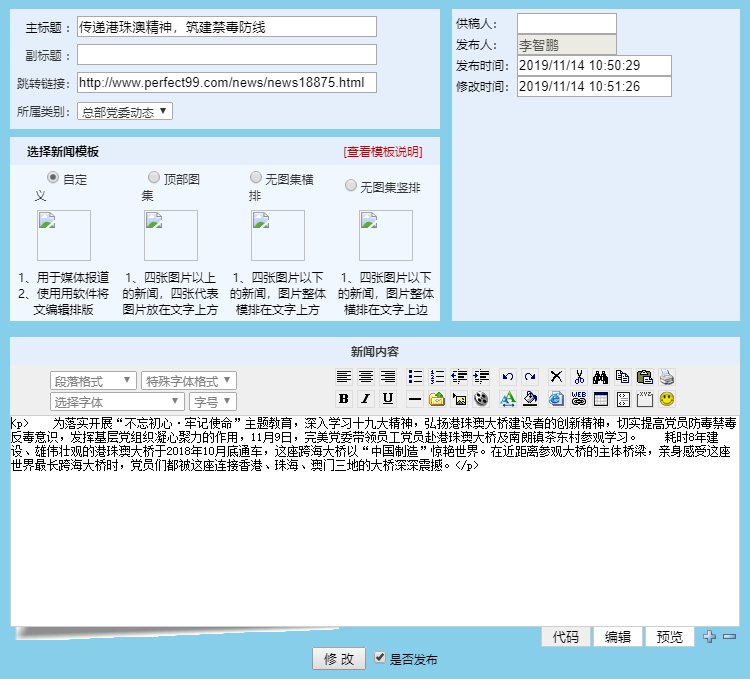 主标题： 传递港珠澳精神，筑建禁毒防线
副标题：
跳转链接： http://www.perfect99.com/news/news18875.html
所属类别： 总部党委动态
供稿人：
发布人： 李智鹏
发布时间： 2019/11/14 10:50:29
修改时间： 2019/11/14 10:51:26
选择新闻模板 [查看模板说明]
自定义
顶部图集
无图集横排
无图集竖排
1、用于媒体报道
2、使用用软件将文编辑排版
1、四张图片以上的新闻，四张代表图片放在文字上方
1、四张图片以下的新闻，图片整体模排在文字上方
1、四张图片以下的新闻，图片整体横排在文字上边
新闻内容
段落格式 特殊字体格式
选择字体 字号
B I U WEB
<p>　　为落实开展“不忘初心·牢记使命”主题教育，深入学习十九大精神，弘扬港珠澳大桥建设者的创新精神，切实提高党员防毒禁毒
反毒意识，发挥基层党组织凝心聚力的作用，11月9日，完美党委带领员工党员赴港珠澳大桥及南朗镇茶东村参观学习。　　耗时8年建
设、雄伟壮观的港珠澳大桥于2018年10月底通车，这座跨海大桥以“中国制造”惊艳世界。在近距离参观大桥的主体桥梁，亲身感受这座
世界最长跨海大桥时，党员们都被这座连接香港、珠海、澳门三地的大桥深深震撼。</p>
代码 编辑 预览
修 改 是否发布